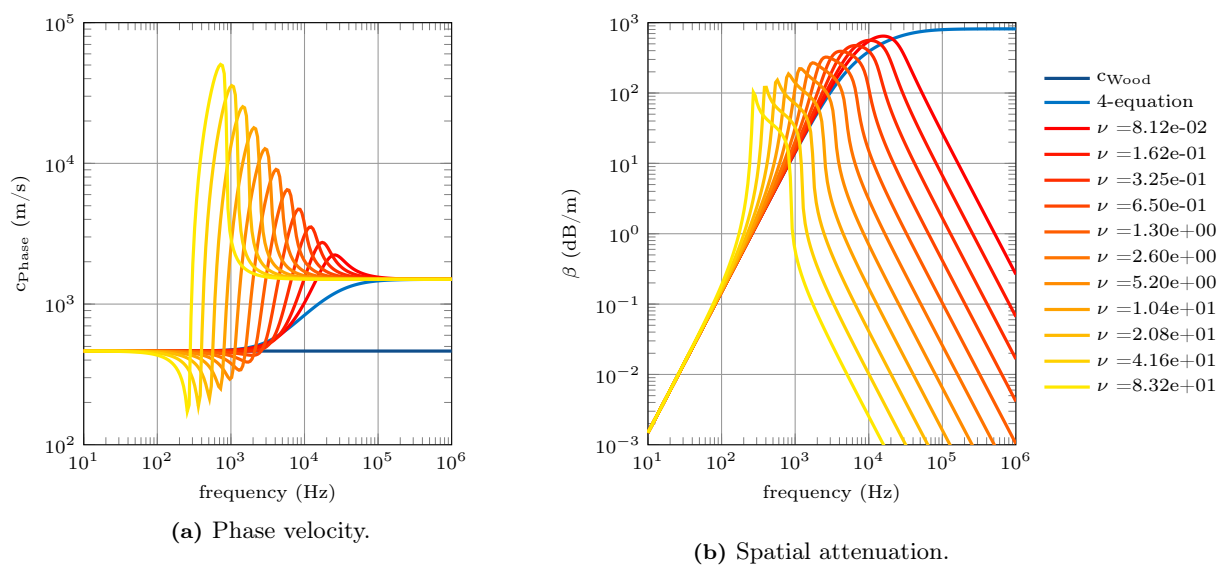 10^5
10^4
10^3
10^2
c_Phase (m/s)
10^1 10^2 10^3 10^4 10^5 10^6
frequency (Hz)
(a) Phase velocity.
10^3
10^2
10^1
10^0
10^−1
10^−2
10^−3
β (dB/m)
10^1 10^2 10^3 10^4 10^5 10^6
frequency (Hz)
(b) Spatial attenuation.
c_Wood
4-equation
ν =8.12e-02
ν =1.62e-01
ν =3.25e-01
ν =6.50e-01
ν =1.30e+00
ν =2.60e+00
ν =5.20e+00
ν =1.04e+01
ν =2.08e+01
ν =4.16e+01
ν =8.32e+01